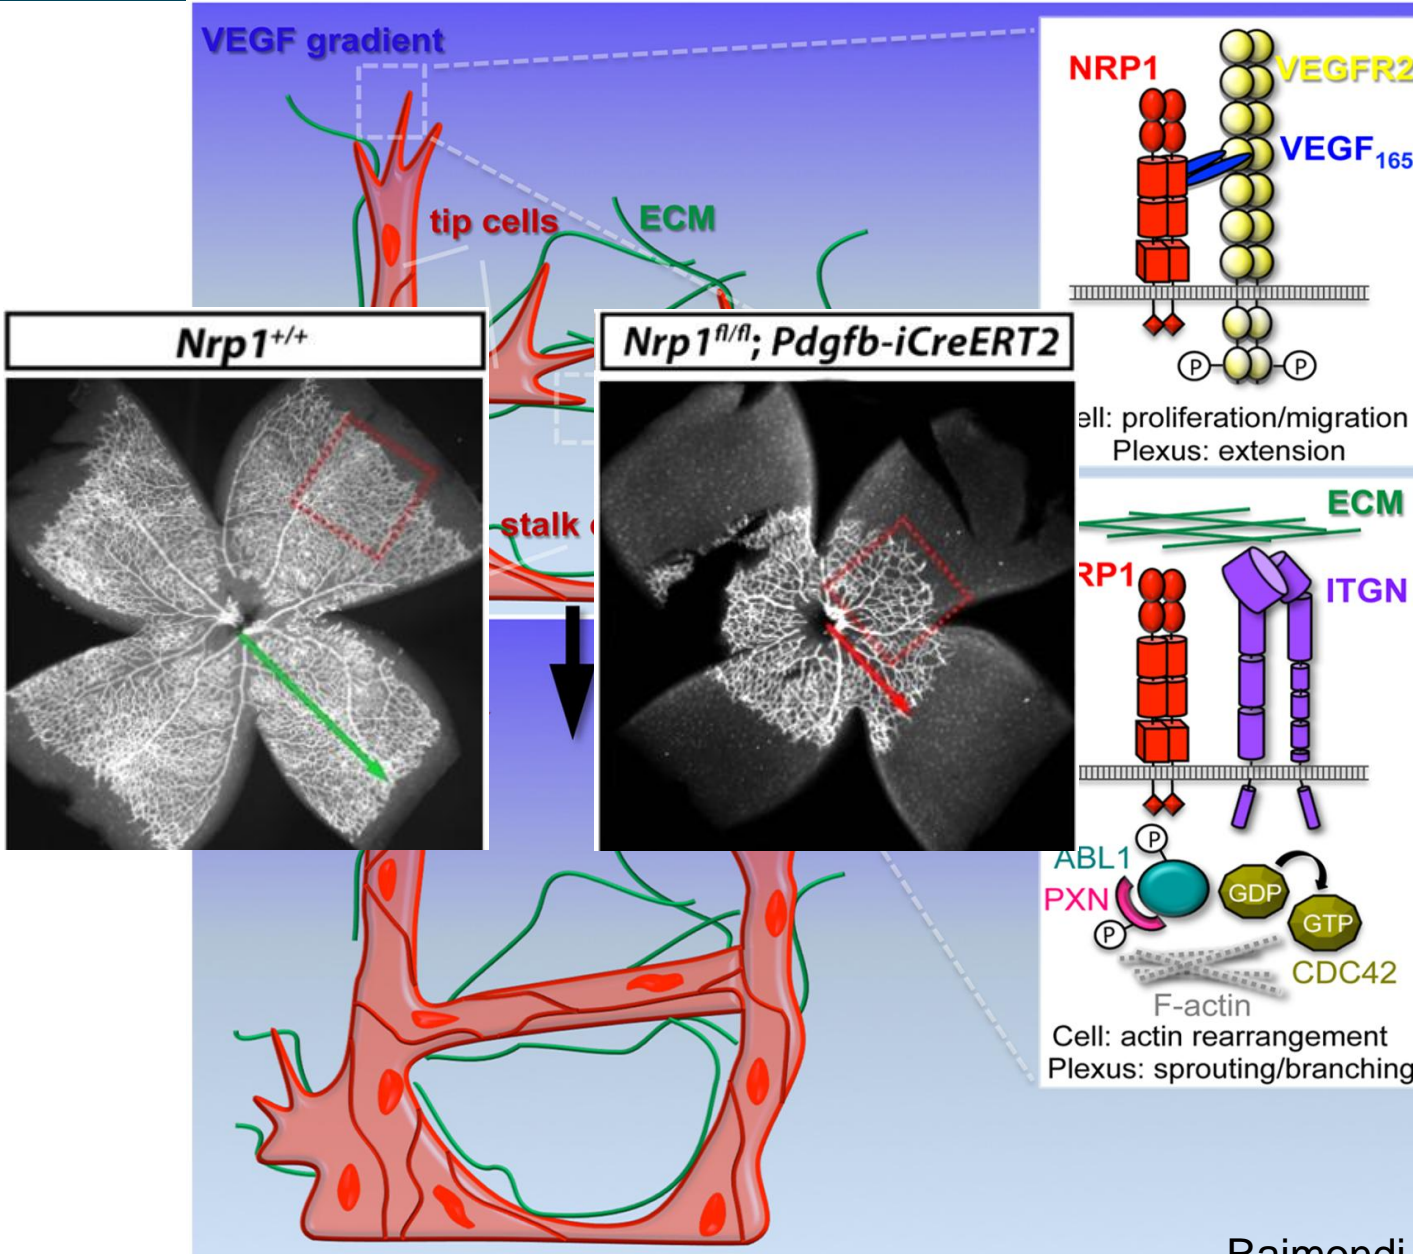 VEGF gradient
tip cells
ECM
Nrp1+/+
Nrp1fl/fl; Pdgfb-iCreERT2
stalk
NRP1
VEGFR2
VEGF165
P
P
ell: proliferation/migration
Plexus: extension
ECM
RP1
ITGN
P
ABL1
PXN
P
GDP
GTP
CDC42
F-actin
Cell: actin rearrangement
Plexus: sprouting/branching